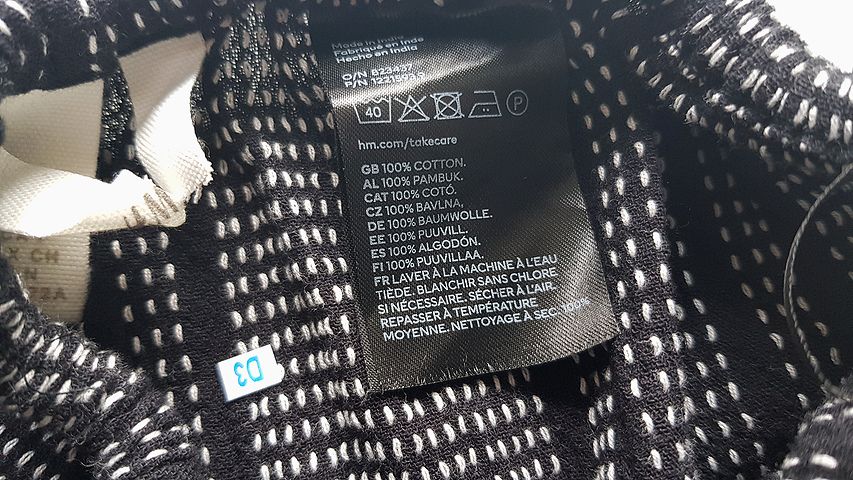 Made in India
Fabriqué en Inde
Hecho en India
O/N 823437
40
P
hm.com/takecare
GB 100% COTTON.
AL 100% PAMBUK.
CAT 100% COTÓ.
CZ 100% BAVLNA,
DE 100% BAUMWOLLE.
EE 100% PUUVILL.
ES 100% ALGODÓN.
FI 100% PUUVILLAA.
FR LAVER À LA MACHINE À L'EAU
TIÈDE. BLANCHIR SANS CHLORE
SI NÉCESSAIRE. SÉCHER À L'AIR.
REPASSER À TEMPÉRATURE
MOYENNE. NETTOYAGE À SEC. 100%
D3